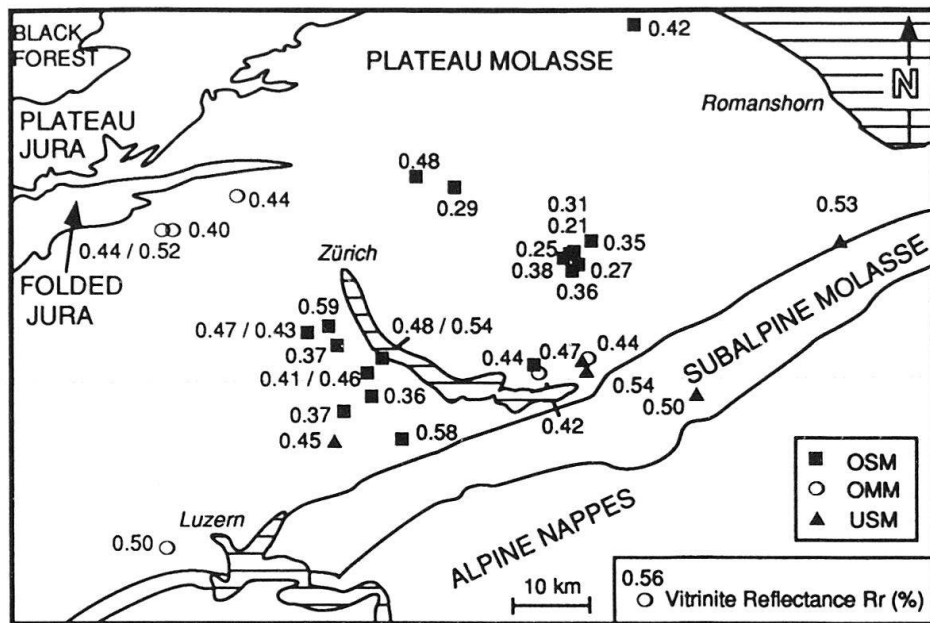 BLACK
FOREST
0.42
PLATEAU MOLASSE
N
Romanshorn
PLATEAU
JURA
0.48
0.29
0.44
0.40
0.44 / 0.52
0.31
0.21
0.25
0.35
0.38
0.27
0.36
0.53
FOLDED
JURA
Zürich
0.59
0.47 / 0.43
0.48 / 0.54
0.37
0.44
0.47
0.44
0.41 / 0.46
0.36
0.54
0.50
SUBALPINE MOLASSE
0.37
0.42
0.45
0.58
OSM
OMM
USM
Luzern
0.50
ALPINE NAPPES
10 km
0.56
Vitrinite Reflectance Rr (%)